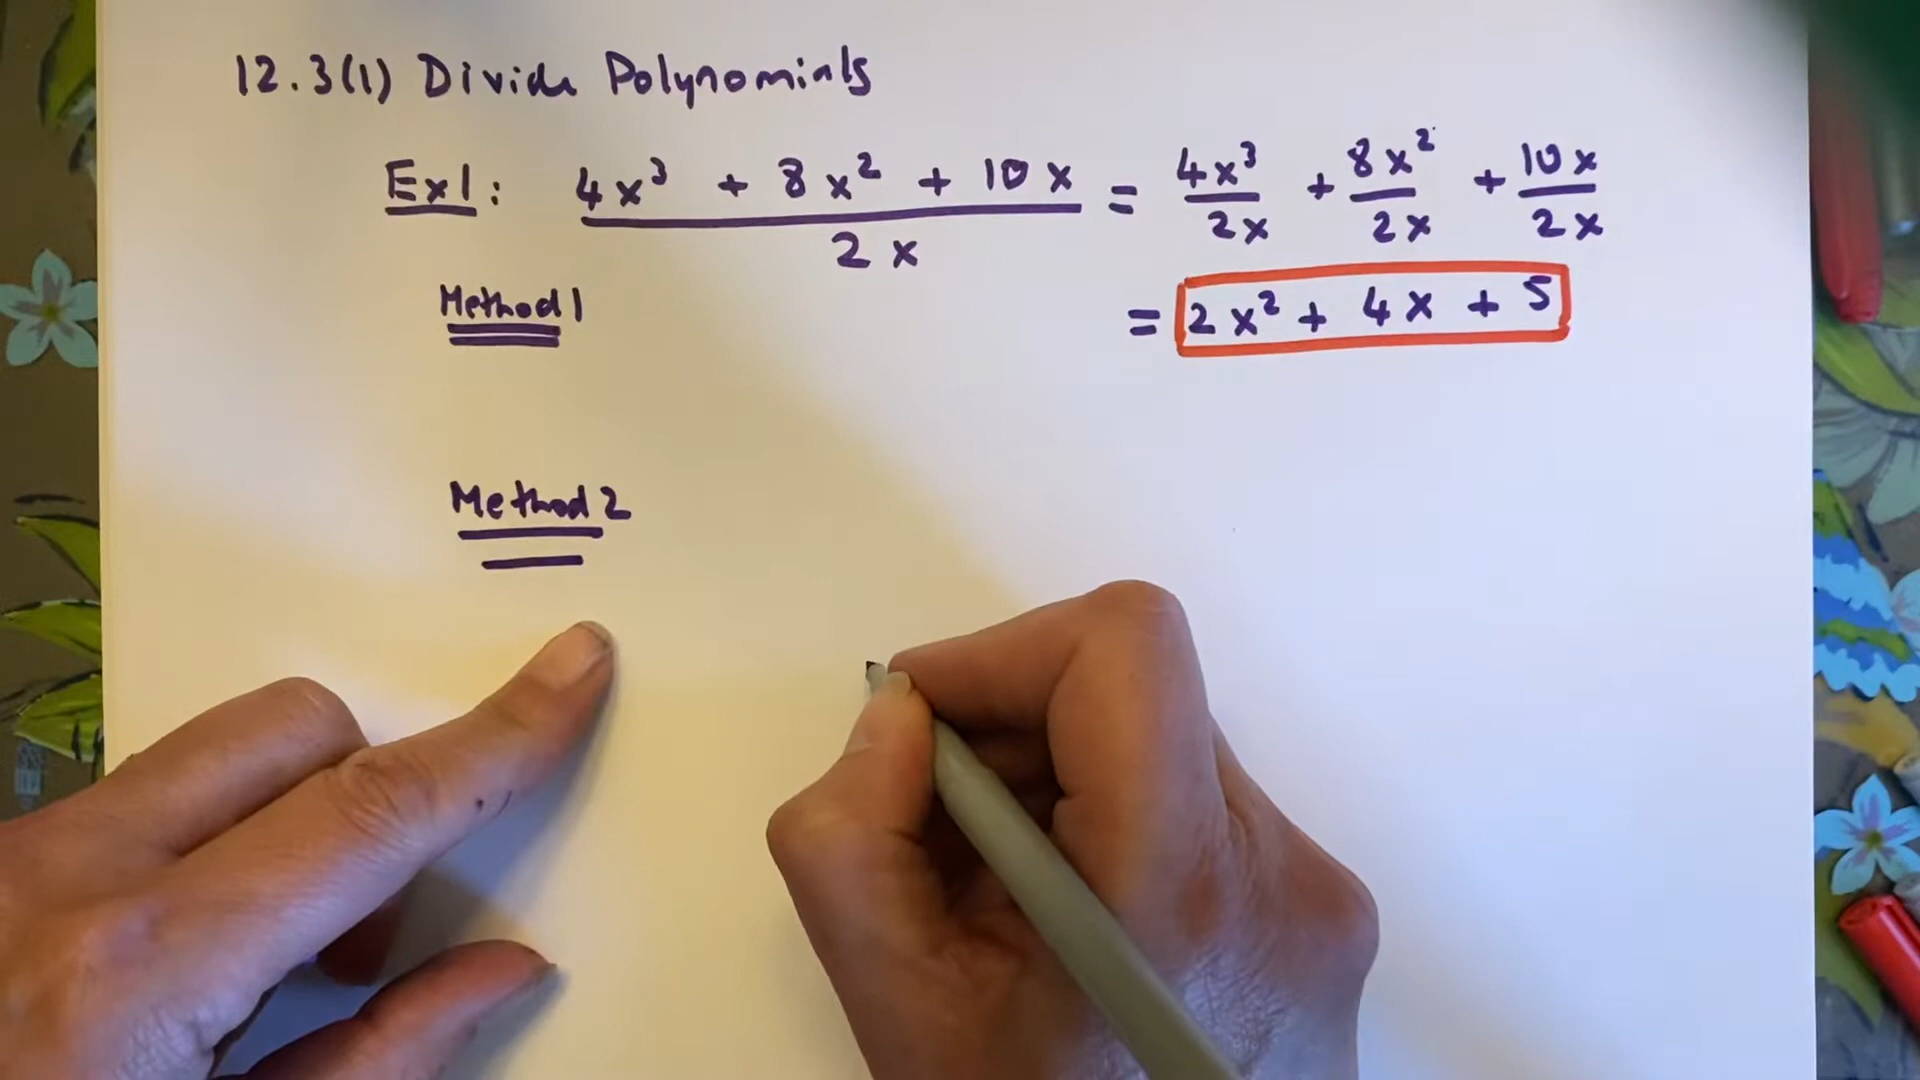 12.3(1) Divide Polynomials
Ex1: (4x³ + 8x² + 10x)/(2x) = 4x³/2x + 8x²/2x + 10x/2x
Method 1
= 2x² + 4x + 5
Method 2